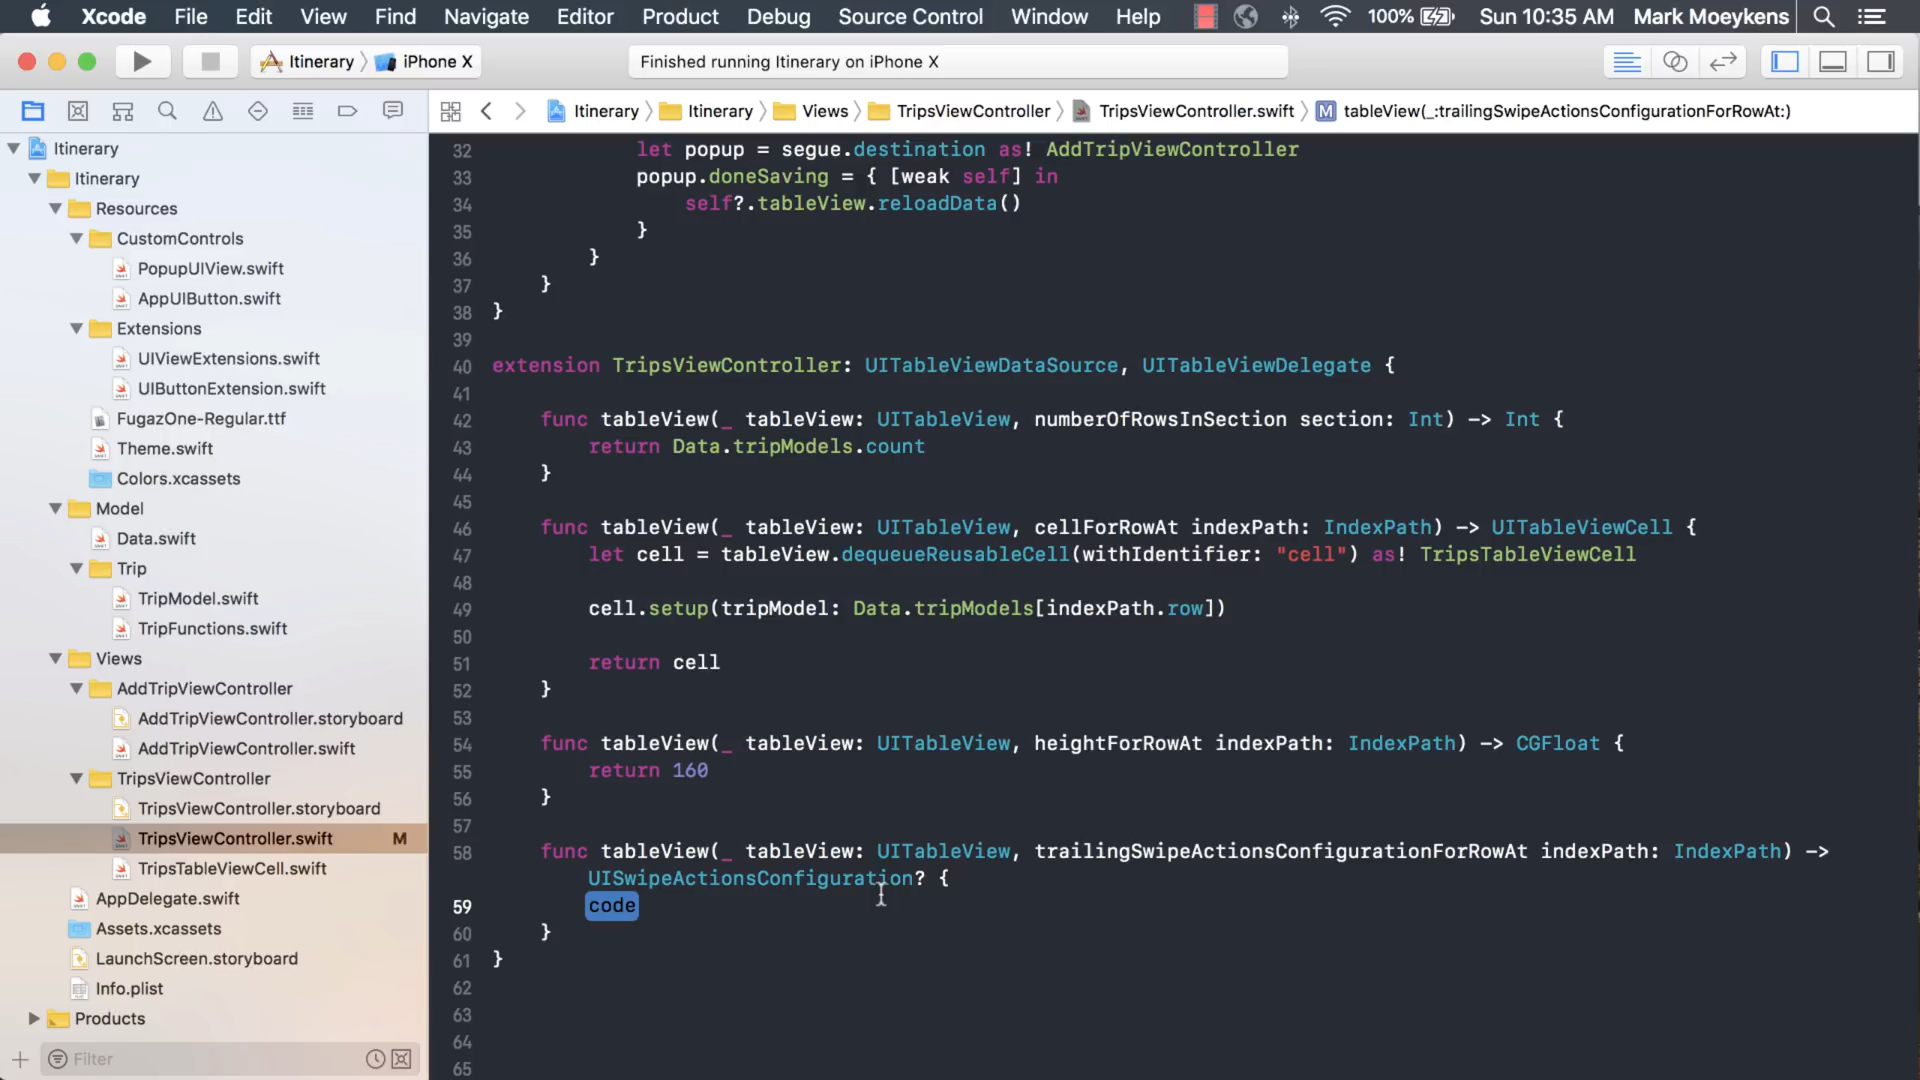 Xcode File Edit View Find Navigate Editor Product Debug Source Control Window Help 100% Sun 10:35 AM Mark Moeykens
Itinerary iPhone X
Finished running Itinerary on iPhone X
Itinerary Itinerary Views TripsViewController TripsViewController.swift M tableView(_:trailingSwipeActionsConfigurationForRowAt:)
Itinerary
Itinerary
Resources
CustomControls
PopupUIView.swift
AppUIButton.swift
Extensions
UIViewExtensions.swift
UIButtonExtension.swift
FugazOne-Regular.ttf
Theme.swift
Colors.xcassets
Model
Data.swift
Trip
TripModel.swift
TripFunctions.swift
Views
AddTripViewController
AddTripViewController.storyboard
AddTripViewController.swift
TripsViewController
TripsViewController.storyboard
TripsViewController.swift M
TripsTableViewCell.swift
AppDelegate.swift
Assets.xcassets
LaunchScreen.storyboard
Info.plist
Products
Filter
32 let popup = segue.destination as! AddTripViewController
33 popup.doneSaving = { [weak self] in
34 self?.tableView.reloadData()
35 }
36 }
37 }
38 }
39
40 extension TripsViewController: UITableViewDataSource, UITableViewDelegate {
41
42 func tableView(_ tableView: UITableView, numberOfRowsInSection section: Int) -> Int {
43 return Data.tripModels.count
44 }
45
46 func tableView(_ tableView: UITableView, cellForRowAt indexPath: IndexPath) -> UITableViewCell {
47 let cell = tableView.dequeueReusableCell(withIdentifier: "cell") as! TripsTableViewCell
48
49 cell.setup(tripModel: Data.tripModels[indexPath.row])
50
51 return cell
52 }
53
54 func tableView(_ tableView: UITableView, heightForRowAt indexPath: IndexPath) -> CGFloat {
55 return 160
56 }
57
58 func tableView(_ tableView: UITableView, trailingSwipeActionsConfigurationForRowAt indexPath: IndexPath) ->
UISwipeActionsConfiguration? {
59 code
60 }
61 }
62
63
64
65